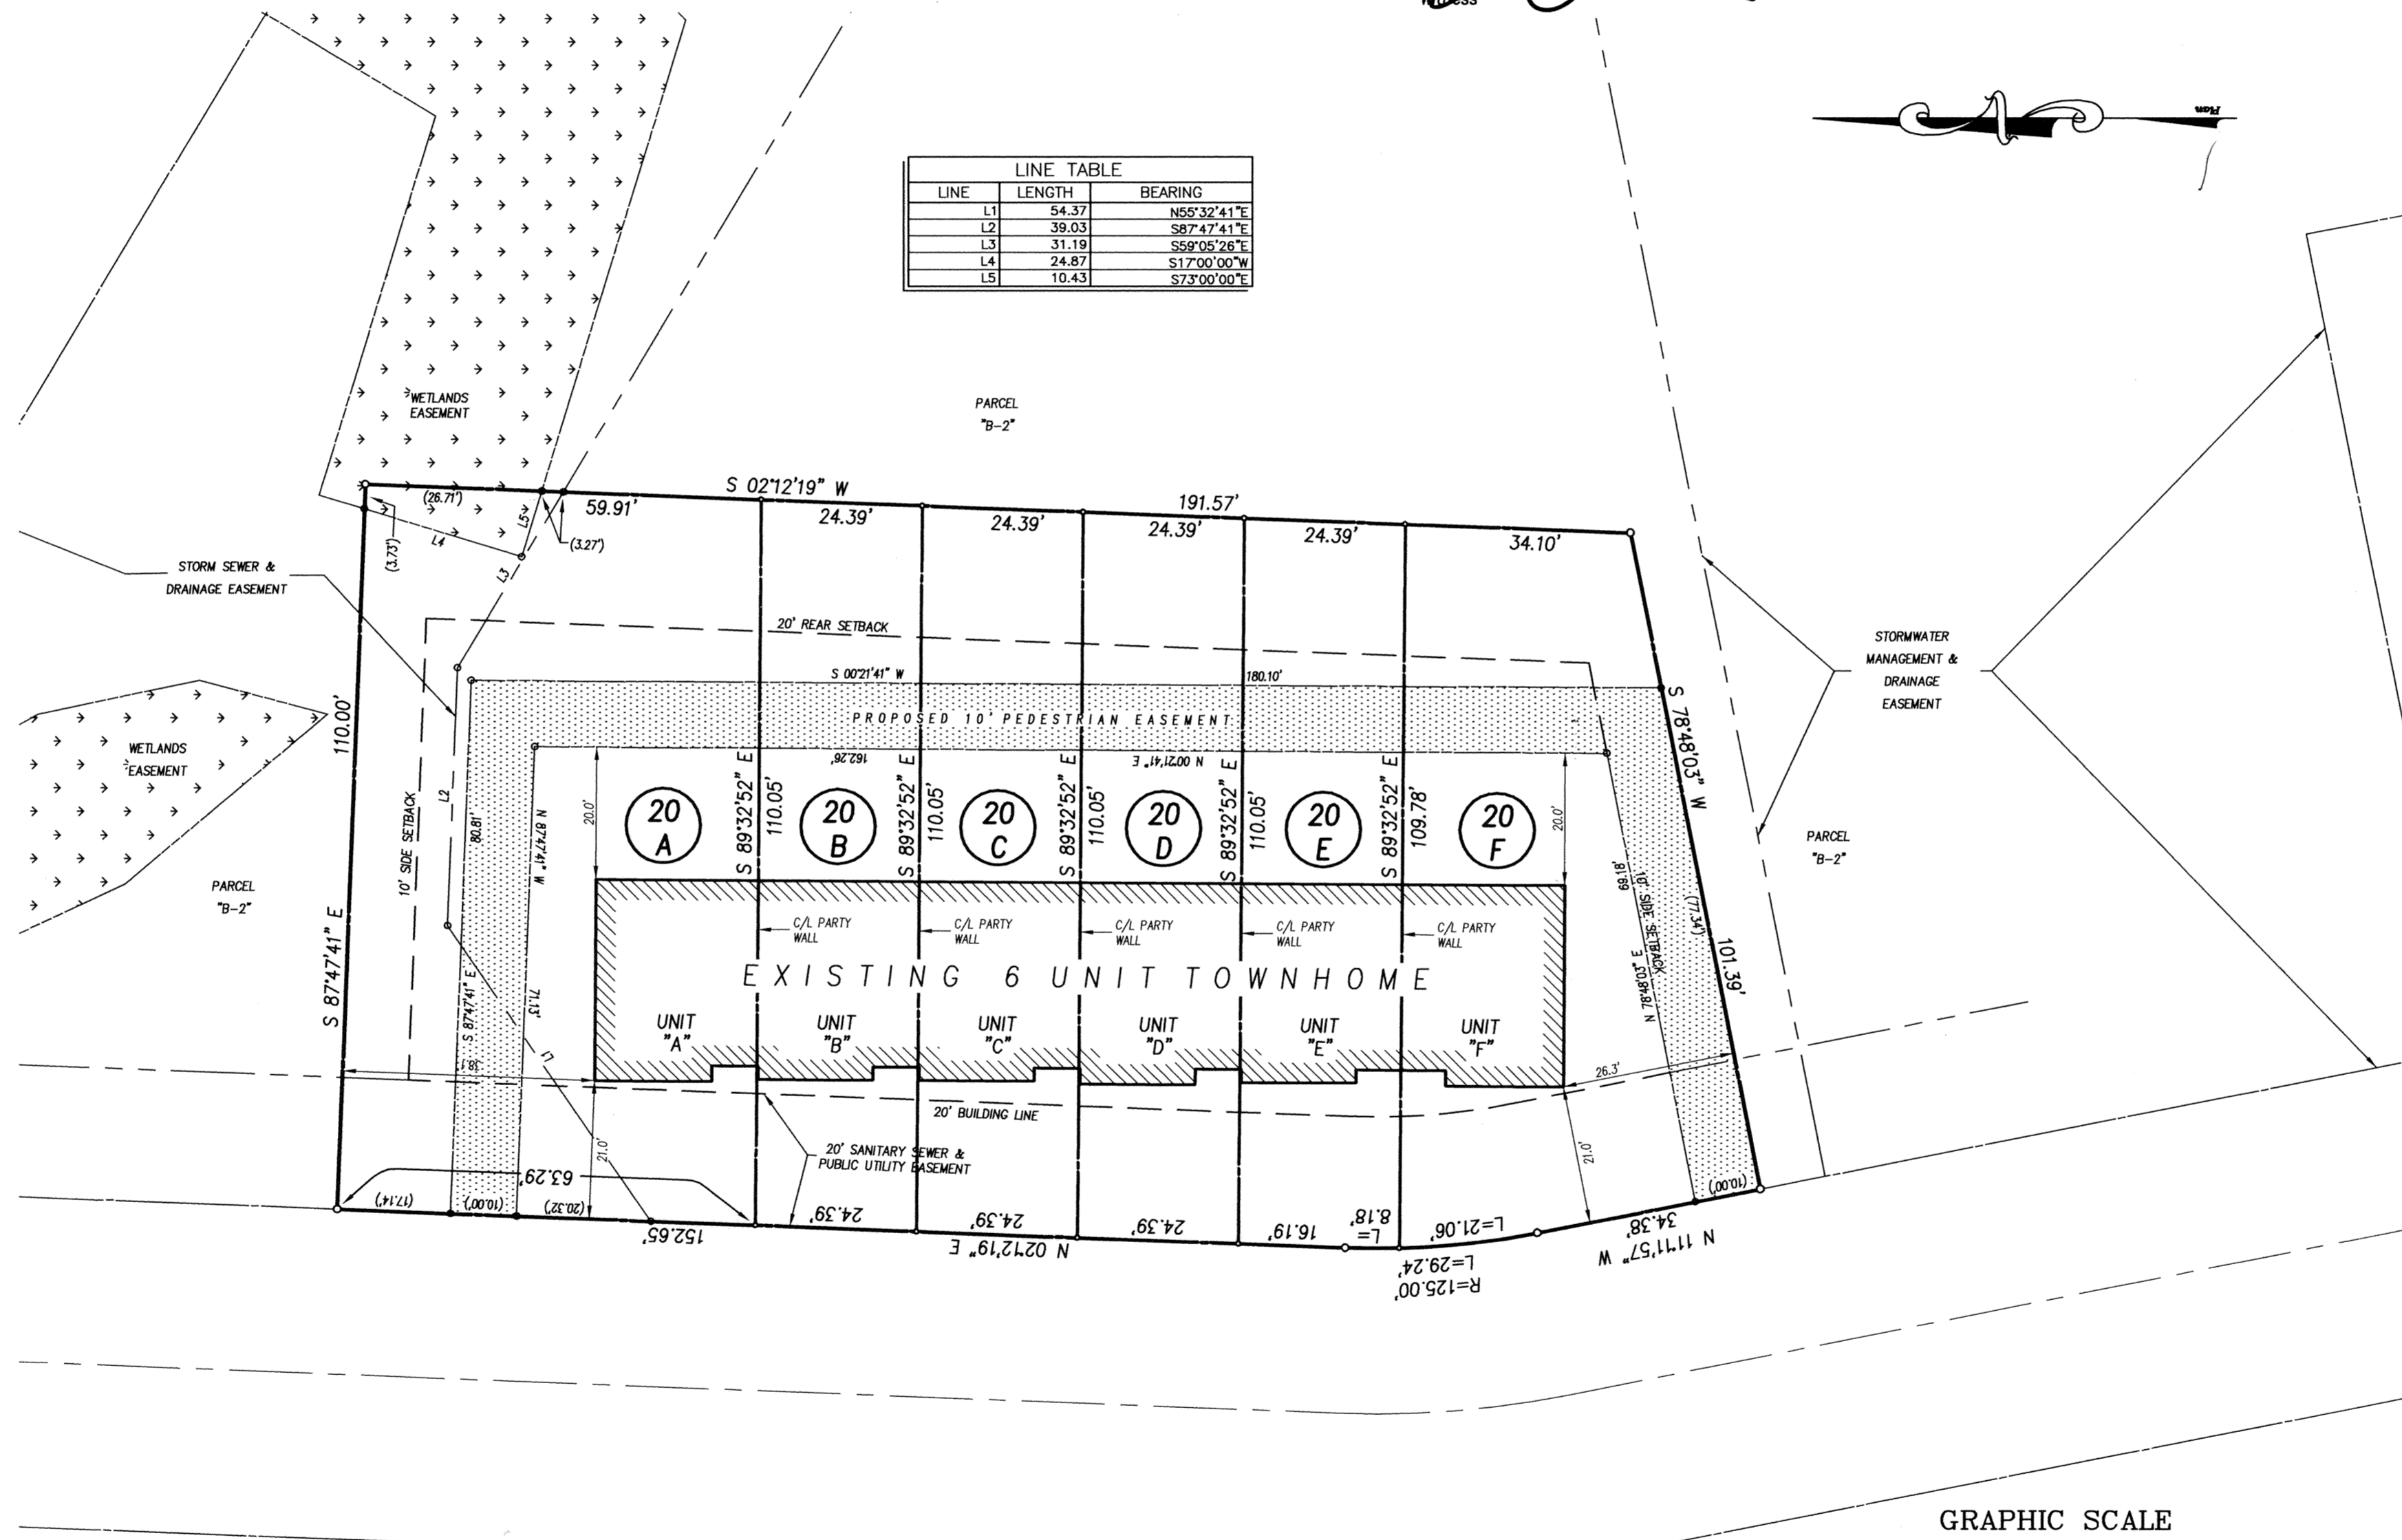 Plan
LINE TABLE
LINE LENGTH BEARING
L1 54.37 N55°32'41"E
L2 39.03 S87°47'41"E
L3 31.19 S59°05'26"E
L4 24.87 S17°00'00"W
L5 10.43 S73°00'00"E
WETLANDS
EASEMENT
PARCEL
"B-2"
S 02°12'19" W
191.57'
(26.71')
59.91'
24.39'
24.39'
24.39'
24.39'
34.10'
(3.73')
L4
L5
(3.27')
L3
STORM SEWER &
DRAINAGE EASEMENT
20' REAR SETBACK
STORMWATER
MANAGEMENT &
DRAINAGE
EASEMENT
S 00°21'41" W
180.10'
PROPOSED 10' PEDESTRIAN EASEMENT
162.26'
N 00°21'41" E
WETLANDS
EASEMENT
110.00'
S 87°47'41" E
10' SIDE SETBACK
L2
80.81'
S 87°47'41" E
N 87°47'41" W
71.13'
20.0'
20
A
S 89°32'52" E
110.05'
20
B
S 89°32'52" E
110.05'
20
C
S 89°32'52" E
110.05'
20
D
S 89°32'52" E
110.05'
20
E
S 89°32'52" E
109.78'
20
F
20.0'
S 78°48'03" W
101.39'
(77.34')
69.18'
10' SIDE SETBACK
N 78°48'03" E
PARCEL
"B-2"
PARCEL
"B-2"
C/L PARTY
WALL
C/L PARTY
WALL
C/L PARTY
WALL
C/L PARTY
WALL
C/L PARTY
WALL
EXISTING 6 UNIT TOWNHOME
UNIT
"A"
UNIT
"B"
UNIT
"C"
UNIT
"D"
UNIT
"E"
UNIT
"F"
38.1'
L1
26.3'
20' BUILDING LINE
20' SANITARY SEWER &
PUBLIC UTILITY EASEMENT
21.0'
21.0'
63.29'
(17.14')
(10.00')
(20.32')
152.65'
24.39'
24.39'
24.39'
16.19'
L=
8.18'
L=21.06'
34.38'
(10.00')
N 02°12'19" E
L=29.24'
R=125.00'
N 11°11'57" W
GRAPHIC SCALE